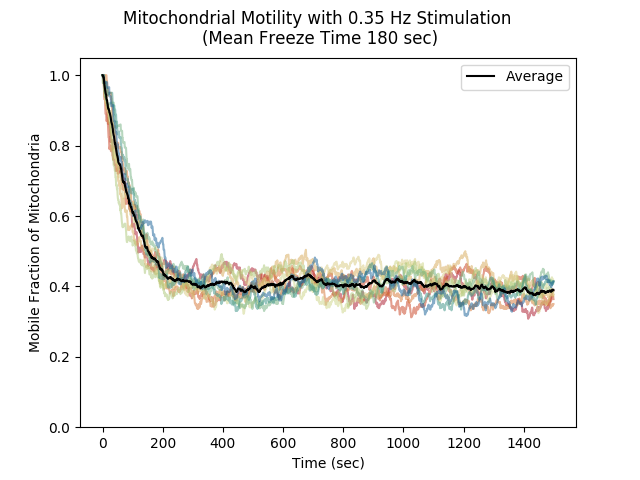 Mitochondrial Motility with 0.35 Hz Stimulation
(Mean Freeze Time 180 sec)
Average
Mobile Fraction of Mitochondria
1.0
0.8
0.6
0.4
0.2
0.0
0 200 400 600 800 1000 1200 1400
Time (sec)